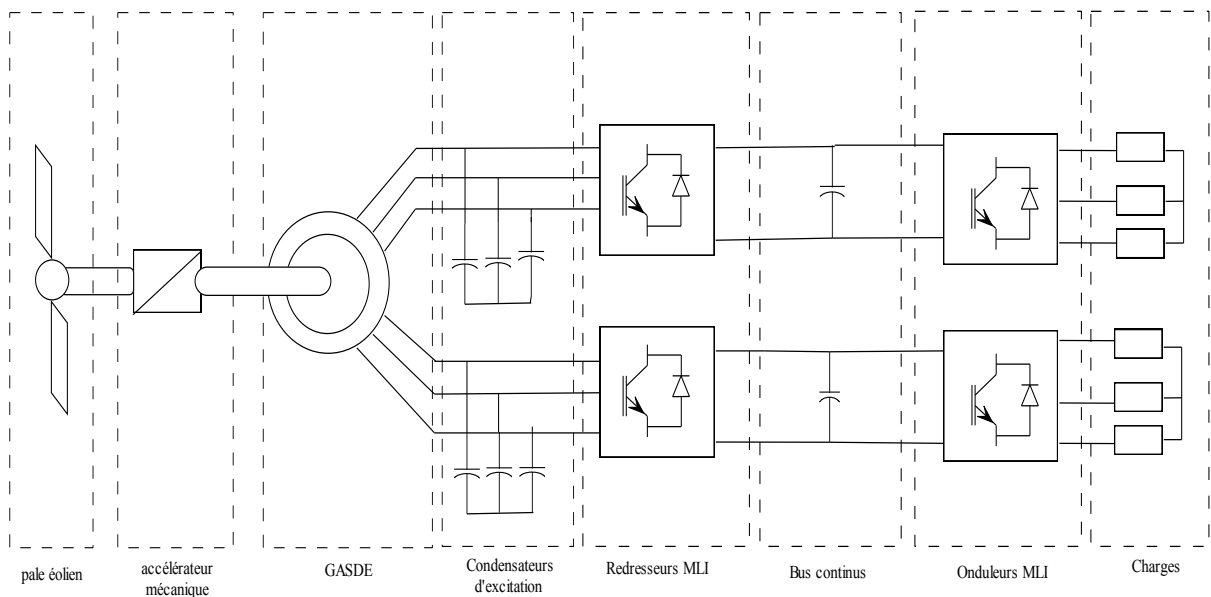 pale éolien
accélérateur
mécanique
GASDE
Condensateurs
d'excitation
Redresseurs MLI
Bus continus
Onduleurs MLI
Charges